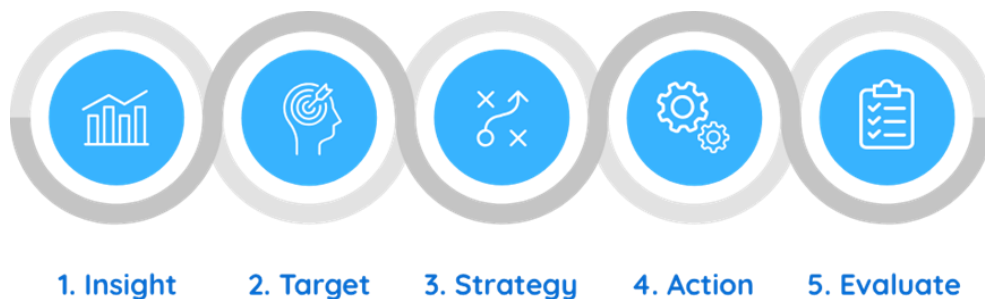 1. Insight 2. Target 3. Strategy 4. Action 5. Evaluate